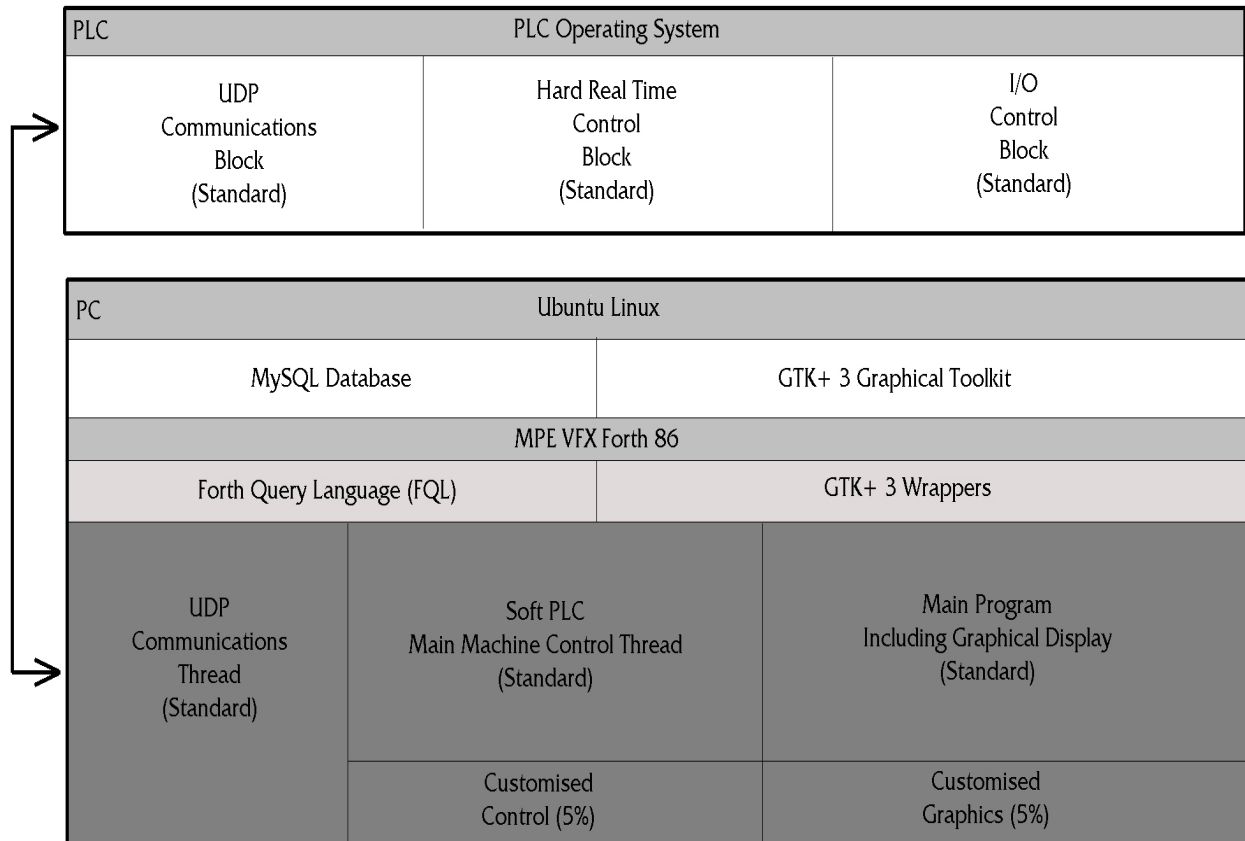 PLC
PLC Operating System
UDP
Communications
Block
(Standard)
Hard Real Time
Control
Block
(Standard)
I/O
Control
Block
(Standard)
PC
Ubuntu Linux
MySQL Database
GTK+ 3 Graphical Toolkit
MPE VFX Forth 86
Forth Query Language (FQL)
GTK+ 3 Wrappers
UDP
Communications
Thread
(Standard)
Soft PLC
Main Machine Control Thread
(Standard)
Main Program
Including Graphical Display
(Standard)
Customised
Control (5%)
Customised
Graphics (5%)